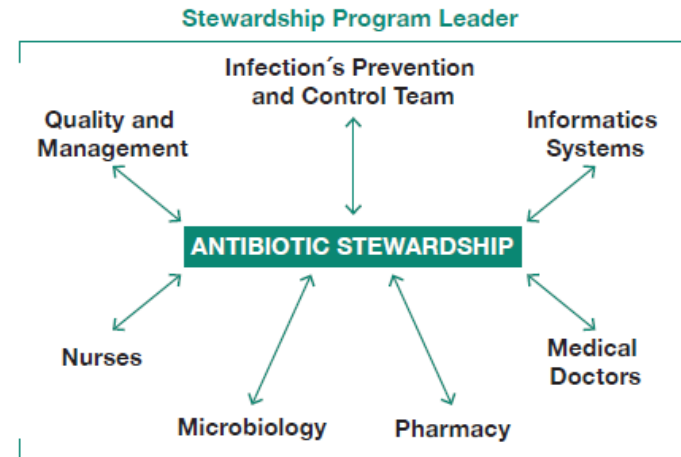 Stewardship Program Leader
Infection´s Prevention
and Control Team
Quality and
Management
Informatics
Systems
ANTIBIOTIC STEWARDSHIP
Nurses
Medical
Doctors
Microbiology
Pharmacy